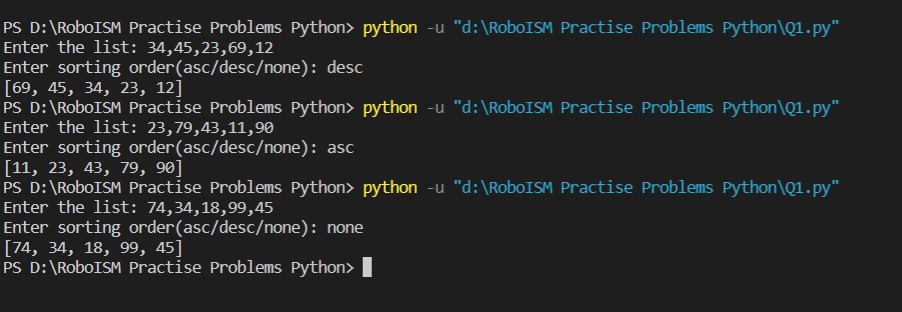 PS D:\RoboISM Practise Problems Python> python -u "d:\RoboISM Practise Problems Python\Q1.py"
Enter the list: 34,45,23,69,12
Enter sorting order(asc/desc/none): desc
[69, 45, 34, 23, 12]
PS D:\RoboISM Practise Problems Python> python -u "d:\RoboISM Practise Problems Python\Q1.py"
Enter the list: 23,79,43,11,90
Enter sorting order(asc/desc/none): asc
[11, 23, 43, 79, 90]
PS D:\RoboISM Practise Problems Python> python -u "d:\RoboISM Practise Problems Python\Q1.py"
Enter the list: 74,34,18,99,45
Enter sorting order(asc/desc/none): none
[74, 34, 18, 99, 45]
PS D:\RoboISM Practise Problems Python>